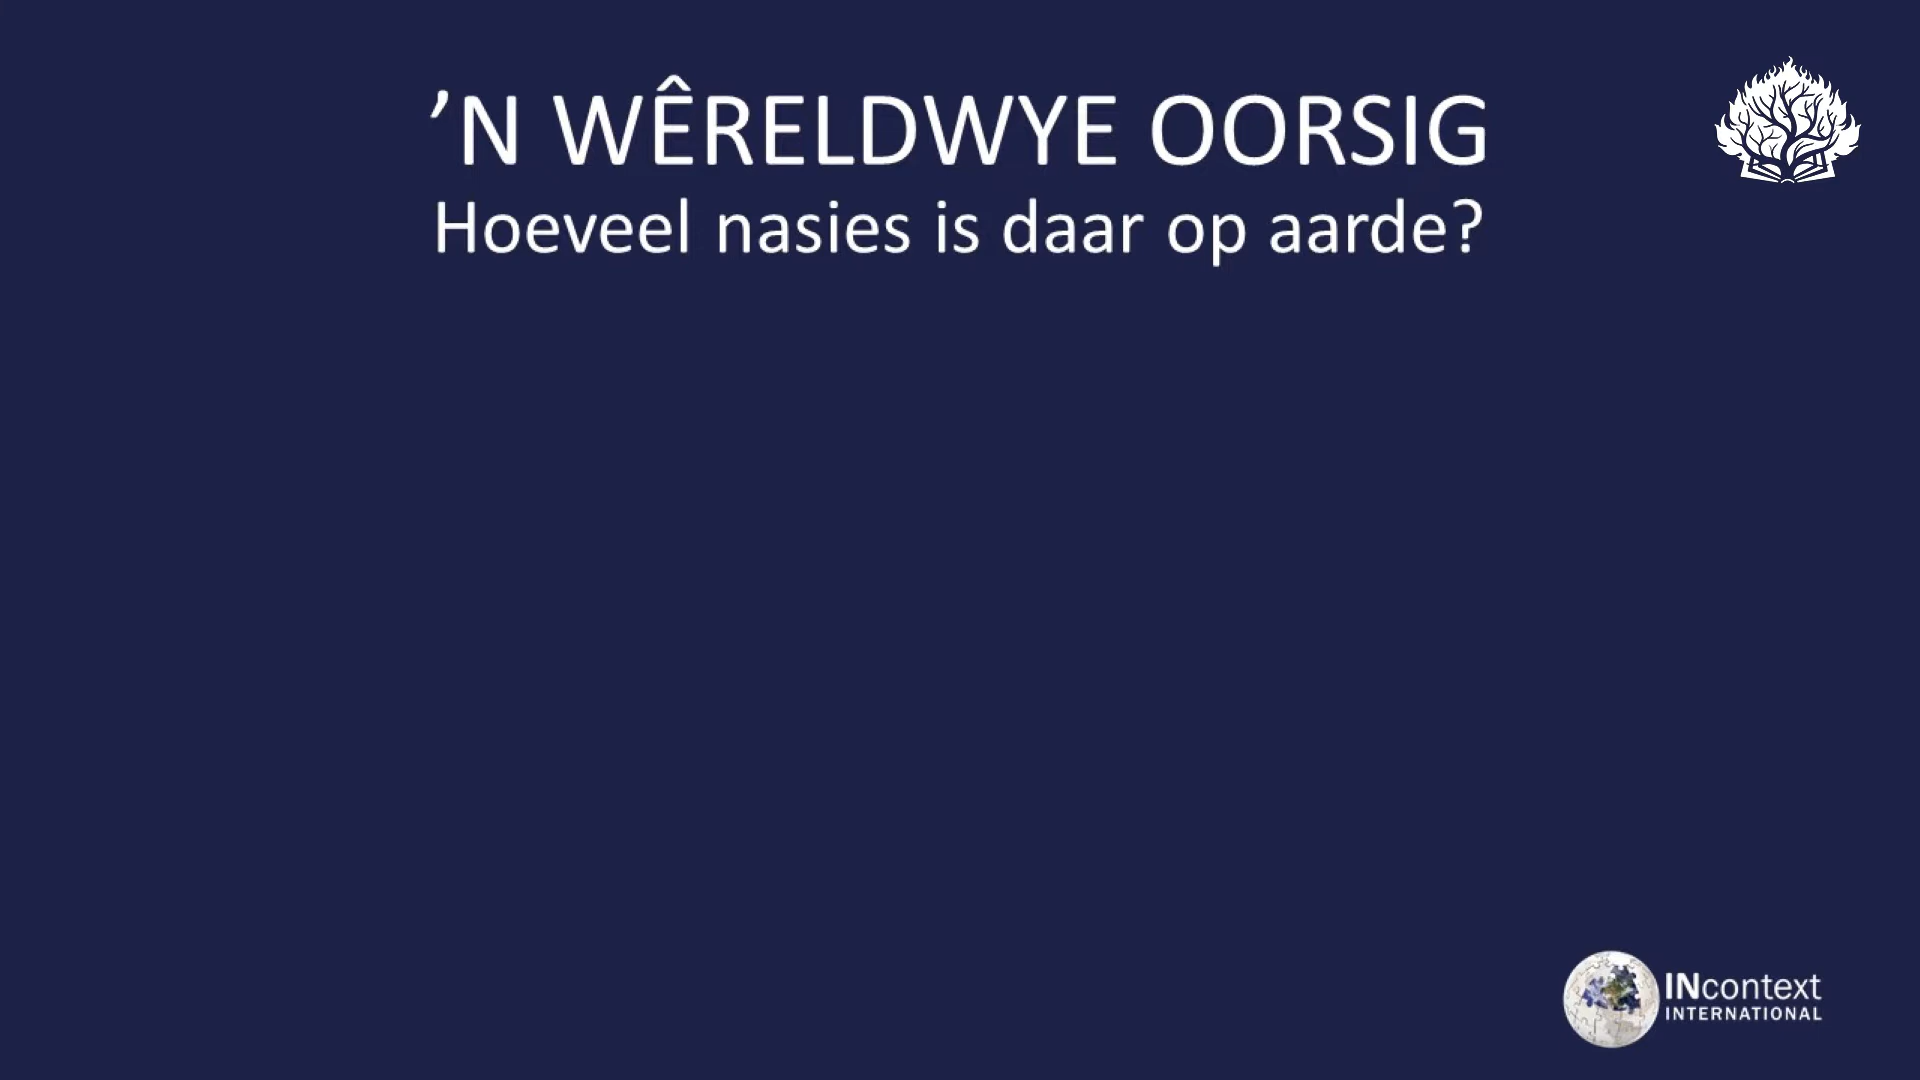 ’N WÊRELDWYE OORSIG
Hoeveel nasies is daar op aarde?
INcontext
INTERNATIONAL